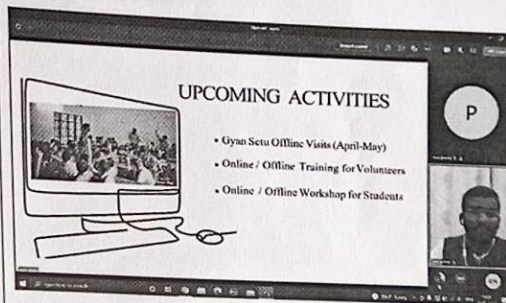 UPCOMING ACTIVITIES
• Gyan Setu Offline Visits (April-May)
• Online / Offline Training for Volunteers
• Online / Offline Workshop for Students
P